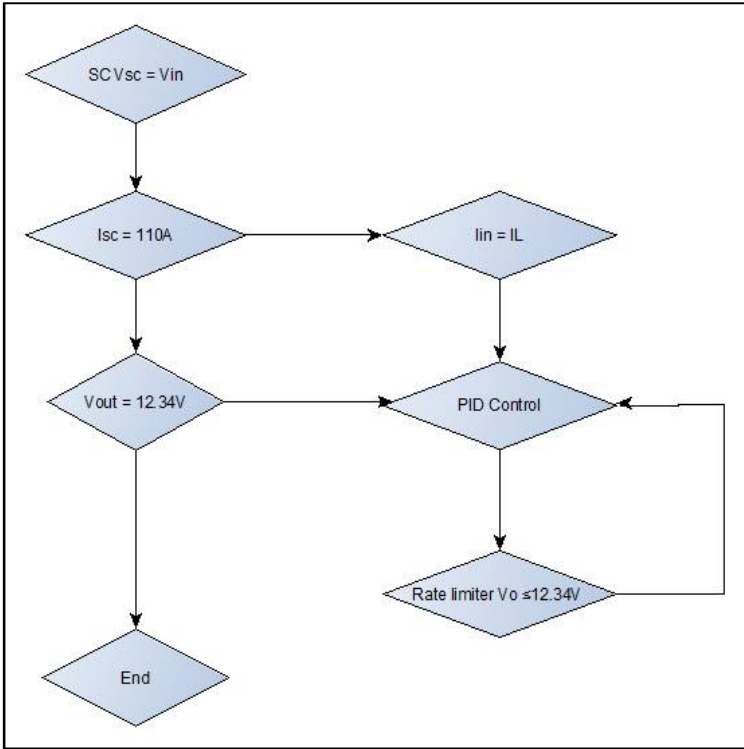 SC Vsc = Vin
Isc = 110A
Iin = IL
Vout = 12.34V
PID Control
Rate limiter Vo ≤12.34V
End